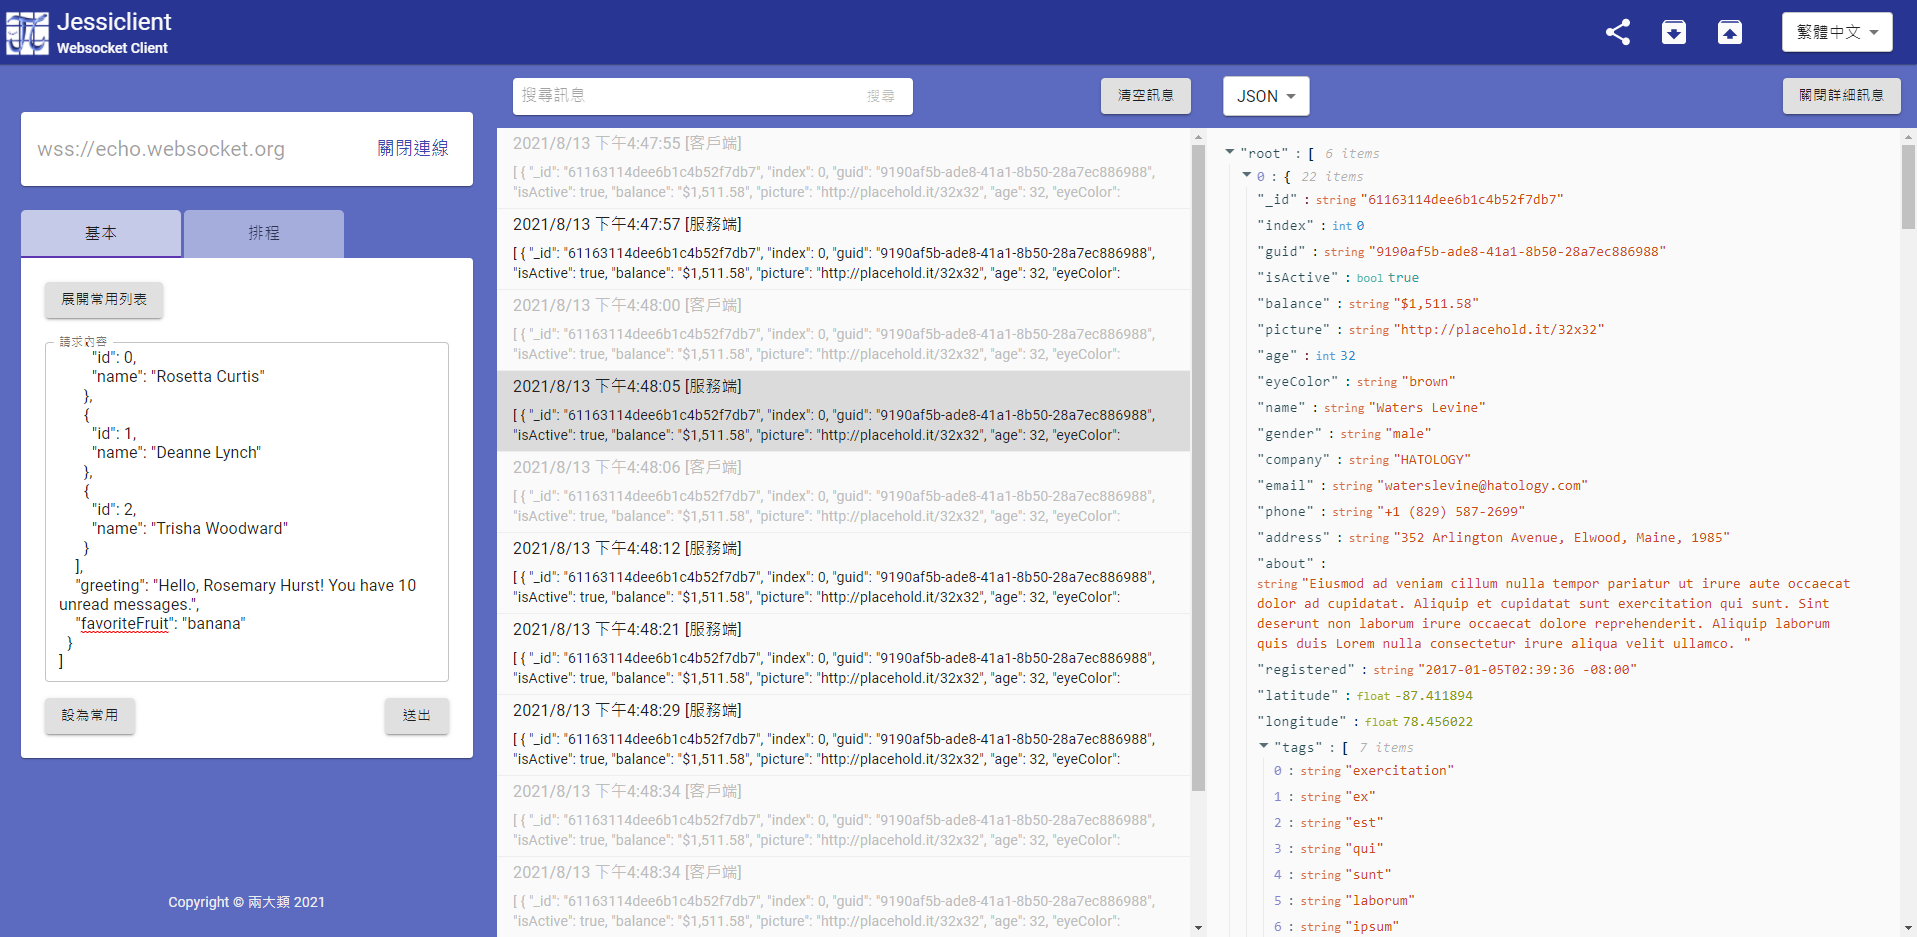 Jessiclient
Websocket Client
繁體中文
wss://echo.websocket.org
關閉連線
基本
排程
展開常用列表
請求內容
"id": 0,
"name": "Rosetta Curtis"
},
{
"id": 1,
"name": "Deanne Lynch"
},
{
"id": 2,
"name": "Trisha Woodward"
}
],
"greeting": "Hello, Rosemary Hurst! You have 10
unread messages.",
"favoriteFruit": "banana"
}
]
設為常用
送出
Copyright © 兩大類 2021
搜尋訊息
搜尋
清空訊息
2021/8/13 下午4:47:55 [客戶端]
[ { "_id": "61163114dee6b1c4b52f7db7", "index": 0, "guid": "9190af5b-ade8-41a1-8b50-28a7ec886988",
"isActive": true, "balance": "$1,511.58", "picture": "http://placehold.it/32x32", "age": 32, "eyeColor":
2021/8/13 下午4:47:57 [服務端]
[ { "_id": "61163114dee6b1c4b52f7db7", "index": 0, "guid": "9190af5b-ade8-41a1-8b50-28a7ec886988",
"isActive": true, "balance": "$1,511.58", "picture": "http://placehold.it/32x32", "age": 32, "eyeColor":
2021/8/13 下午4:48:00 [客戶端]
[ { "_id": "61163114dee6b1c4b52f7db7", "index": 0, "guid": "9190af5b-ade8-41a1-8b50-28a7ec886988",
"isActive": true, "balance": "$1,511.58", "picture": "http://placehold.it/32x32", "age": 32, "eyeColor":
2021/8/13 下午4:48:05 [服務端]
[ { "_id": "61163114dee6b1c4b52f7db7", "index": 0, "guid": "9190af5b-ade8-41a1-8b50-28a7ec886988",
"isActive": true, "balance": "$1,511.58", "picture": "http://placehold.it/32x32", "age": 32, "eyeColor":
2021/8/13 下午4:48:06 [客戶端]
[ { "_id": "61163114dee6b1c4b52f7db7", "index": 0, "guid": "9190af5b-ade8-41a1-8b50-28a7ec886988",
"isActive": true, "balance": "$1,511.58", "picture": "http://placehold.it/32x32", "age": 32, "eyeColor":
2021/8/13 下午4:48:12 [服務端]
[ { "_id": "61163114dee6b1c4b52f7db7", "index": 0, "guid": "9190af5b-ade8-41a1-8b50-28a7ec886988",
"isActive": true, "balance": "$1,511.58", "picture": "http://placehold.it/32x32", "age": 32, "eyeColor":
2021/8/13 下午4:48:21 [服務端]
[ { "_id": "61163114dee6b1c4b52f7db7", "index": 0, "guid": "9190af5b-ade8-41a1-8b50-28a7ec886988",
"isActive": true, "balance": "$1,511.58", "picture": "http://placehold.it/32x32", "age": 32, "eyeColor":
2021/8/13 下午4:48:29 [服務端]
[ { "_id": "61163114dee6b1c4b52f7db7", "index": 0, "guid": "9190af5b-ade8-41a1-8b50-28a7ec886988",
"isActive": true, "balance": "$1,511.58", "picture": "http://placehold.it/32x32", "age": 32, "eyeColor":
2021/8/13 下午4:48:34 [客戶端]
[ { "_id": "61163114dee6b1c4b52f7db7", "index": 0, "guid": "9190af5b-ade8-41a1-8b50-28a7ec886988",
"isActive": true, "balance": "$1,511.58", "picture": "http://placehold.it/32x32", "age": 32, "eyeColor":
2021/8/13 下午4:48:34 [客戶端]
[ { "_id": "61163114dee6b1c4b52f7db7", "index": 0, "guid": "9190af5b-ade8-41a1-8b50-28a7ec886988",
"isActive": true, "balance": "$1,511.58", "picture": "http://placehold.it/32x32", "age": 32, "eyeColor":
JSON
關閉詳細訊息
"root" : [ 6 items
0 : { 22 items
"_id" : string "61163114dee6b1c4b52f7db7"
"index" : int 0
"guid" : string "9190af5b-ade8-41a1-8b50-28a7ec886988"
"isActive" : bool true
"balance" : string "$1,511.58"
"picture" : string "http://placehold.it/32x32"
"age" : int 32
"eyeColor" : string "brown"
"name" : string "Waters Levine"
"gender" : string "male"
"company" : string "HATOLOGY"
"email" : string "waterslevine@hatology.com"
"phone" : string "+1 (829) 587-2699"
"address" : string "352 Arlington Avenue, Elwood, Maine, 1985"
"about" :
string "Eiusmod ad veniam cillum nulla tempor pariatur ut irure aute occaecat
dolor ad cupidatat. Aliquip et cupidatat sunt exercitation qui sunt. Sint
deserunt non laborum irure occaecat dolore reprehenderit. Aliquip laborum
quis duis Lorem nulla consectetur irure aliqua velit ullamco. "
"registered" : string "2017-01-05T02:39:36 -08:00"
"latitude" : float -87.411894
"longitude" : float 78.456022
"tags" : [ 7 items
0 : string "exercitation"
1 : string "ex"
2 : string "est"
3 : string "qui"
4 : string "sunt"
5 : string "laborum"
6 : string "ipsum"